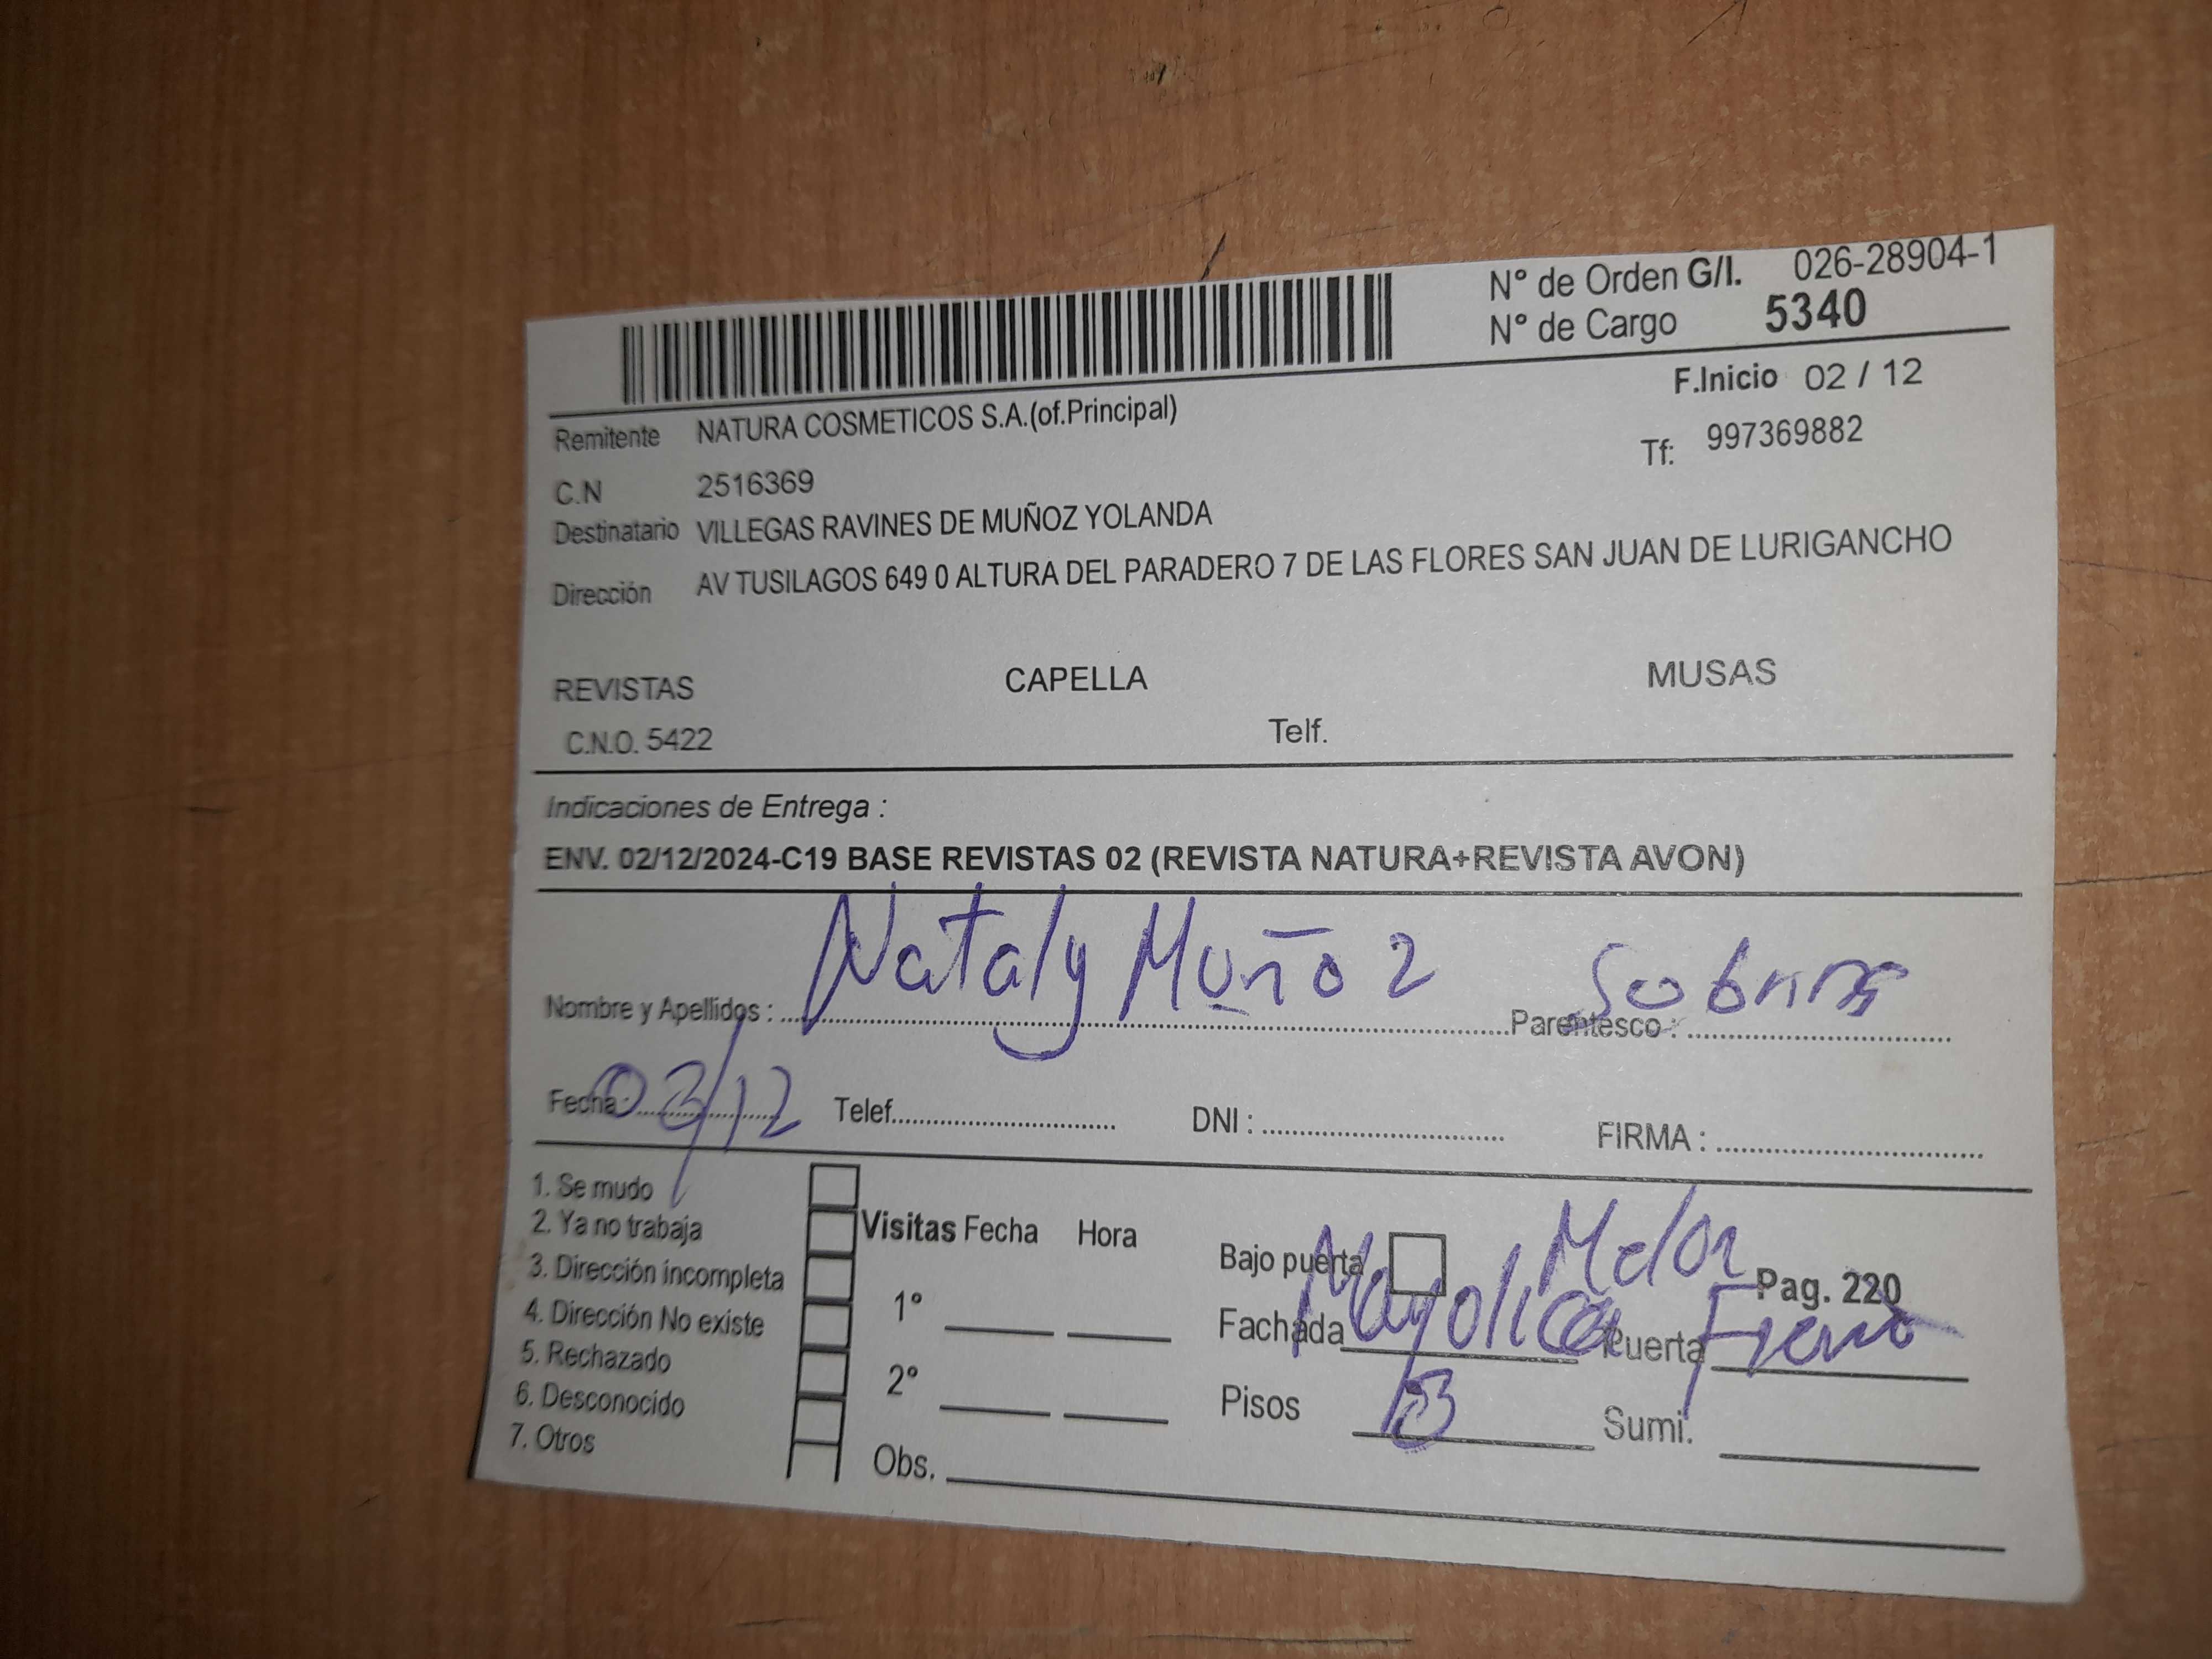 N° de Orden G/I. 026-28904-1
N° de Cargo 5340
F.Inicio 02 / 12
Remitente NATURA COSMETICOS S.A.(of.Principal)
Tf: 997369882
C.N 2516369
Destinatario VILLEGAS RAVINES DE MUÑOZ YOLANDA
Dirección AV TUSILAGOS 649 0 ALTURA DEL PARADERO 7 DE LAS FLORES SAN JUAN DE LURIGANCHO
REVISTAS CAPELLA MUSAS
C.N.O. 5422 Telf.
Indicaciones de Entrega :
ENV. 02/12/2024-C19 BASE REVISTAS 02 (REVISTA NATURA+REVISTA AVON)
Nombre y Apellidos : Nataly Muñoz Parentesco : Sobrina
Fecha : 03/12 Telef. DNI : FIRMA :
1. Se mudo
2. Ya no trabaja
3. Dirección incompleta
4. Dirección No existe
5. Rechazado
6. Desconocido
7. Otros
Visitas Fecha Hora
1°
2°
Obs.
Bajo puerta Pag. 220
Fachada Mayolica Puerta Fierro
Pisos 3 Sumi.